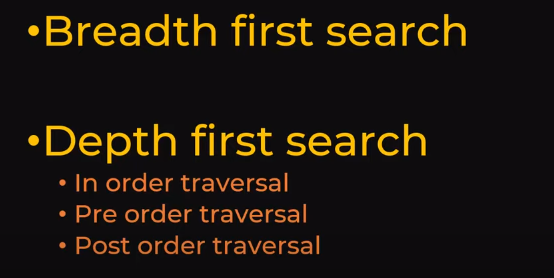 •Breadth first search
•Depth first search
• In order traversal
• Pre order traversal
• Post order traversal